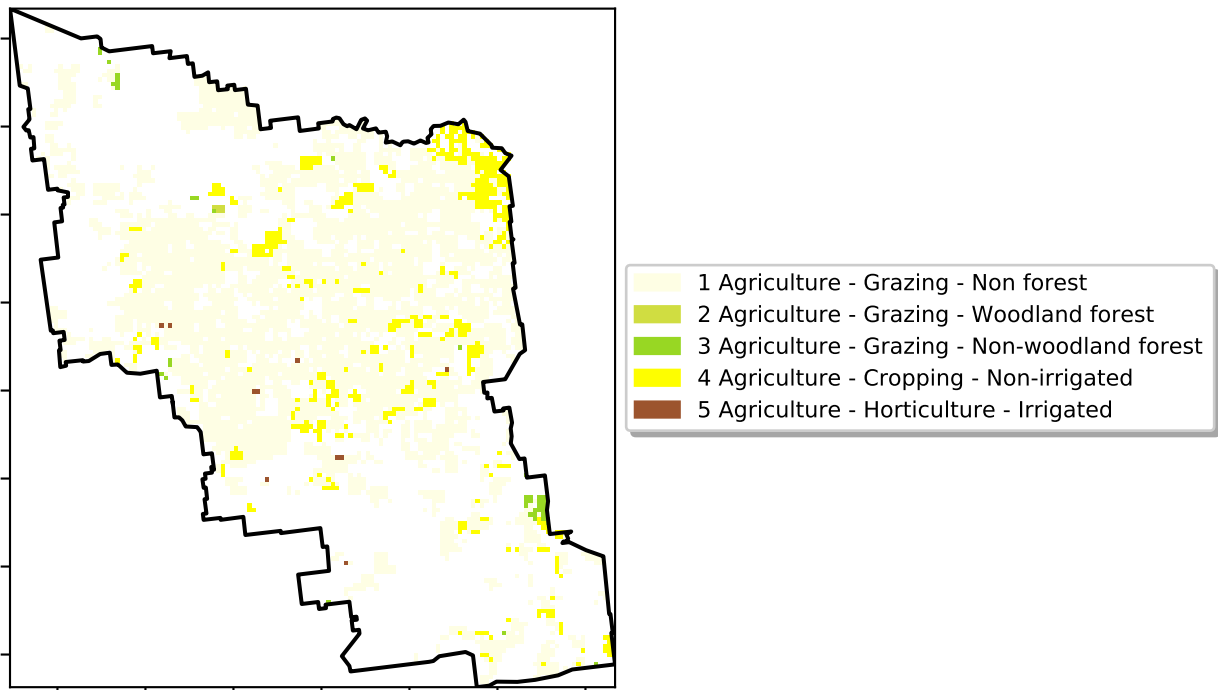 1 Agriculture - Grazing - Non forest
2 Agriculture - Grazing - Woodland forest
3 Agriculture - Grazing - Non-woodland forest
4 Agriculture - Cropping - Non-irrigated
5 Agriculture - Horticulture - Irrigated